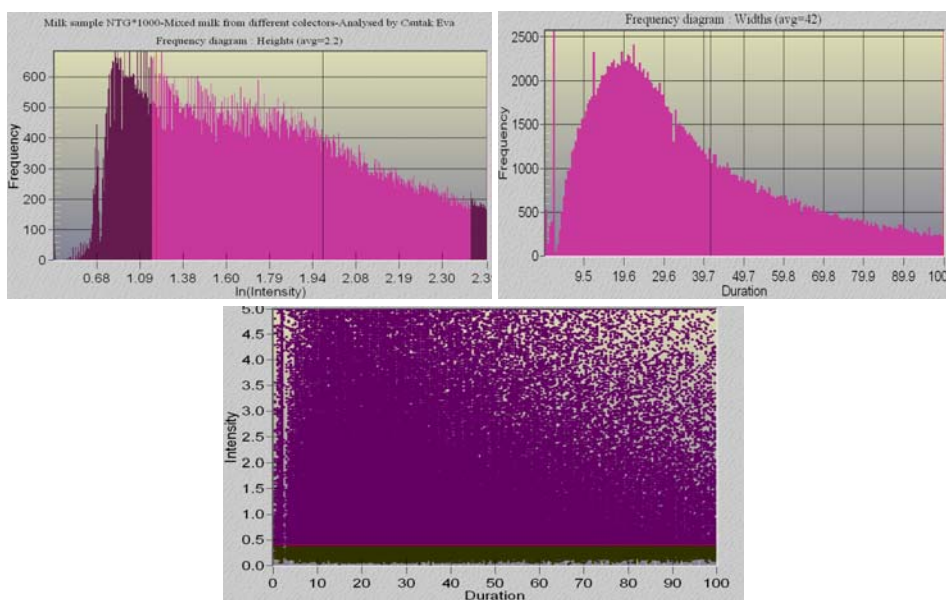 Milk sample NTG*1000-Mixed milk from different colectors-Analysed by Csutak Eva
Frequency diagram : Heights (avg=2.2)
Frequency
600
500
400
300
200
100
0
0.68 1.09 1.38 1.60 1.79 1.94 2.08 2.19 2.30 2.3
ln(Intensity)
Frequency diagram : Widths (avg=42)
Frequency
2500
2000
1500
1000
500
0
9.5 19.6 29.6 39.7 49.7 59.8 69.8 79.8 89.9 100
Duration
Intensity
5.0
4.5
4.0
3.5
3.0
2.5
2.0
1.5
1.0
0.5
0.0
0 10 20 30 40 50 60 70 80 90 100
Duration